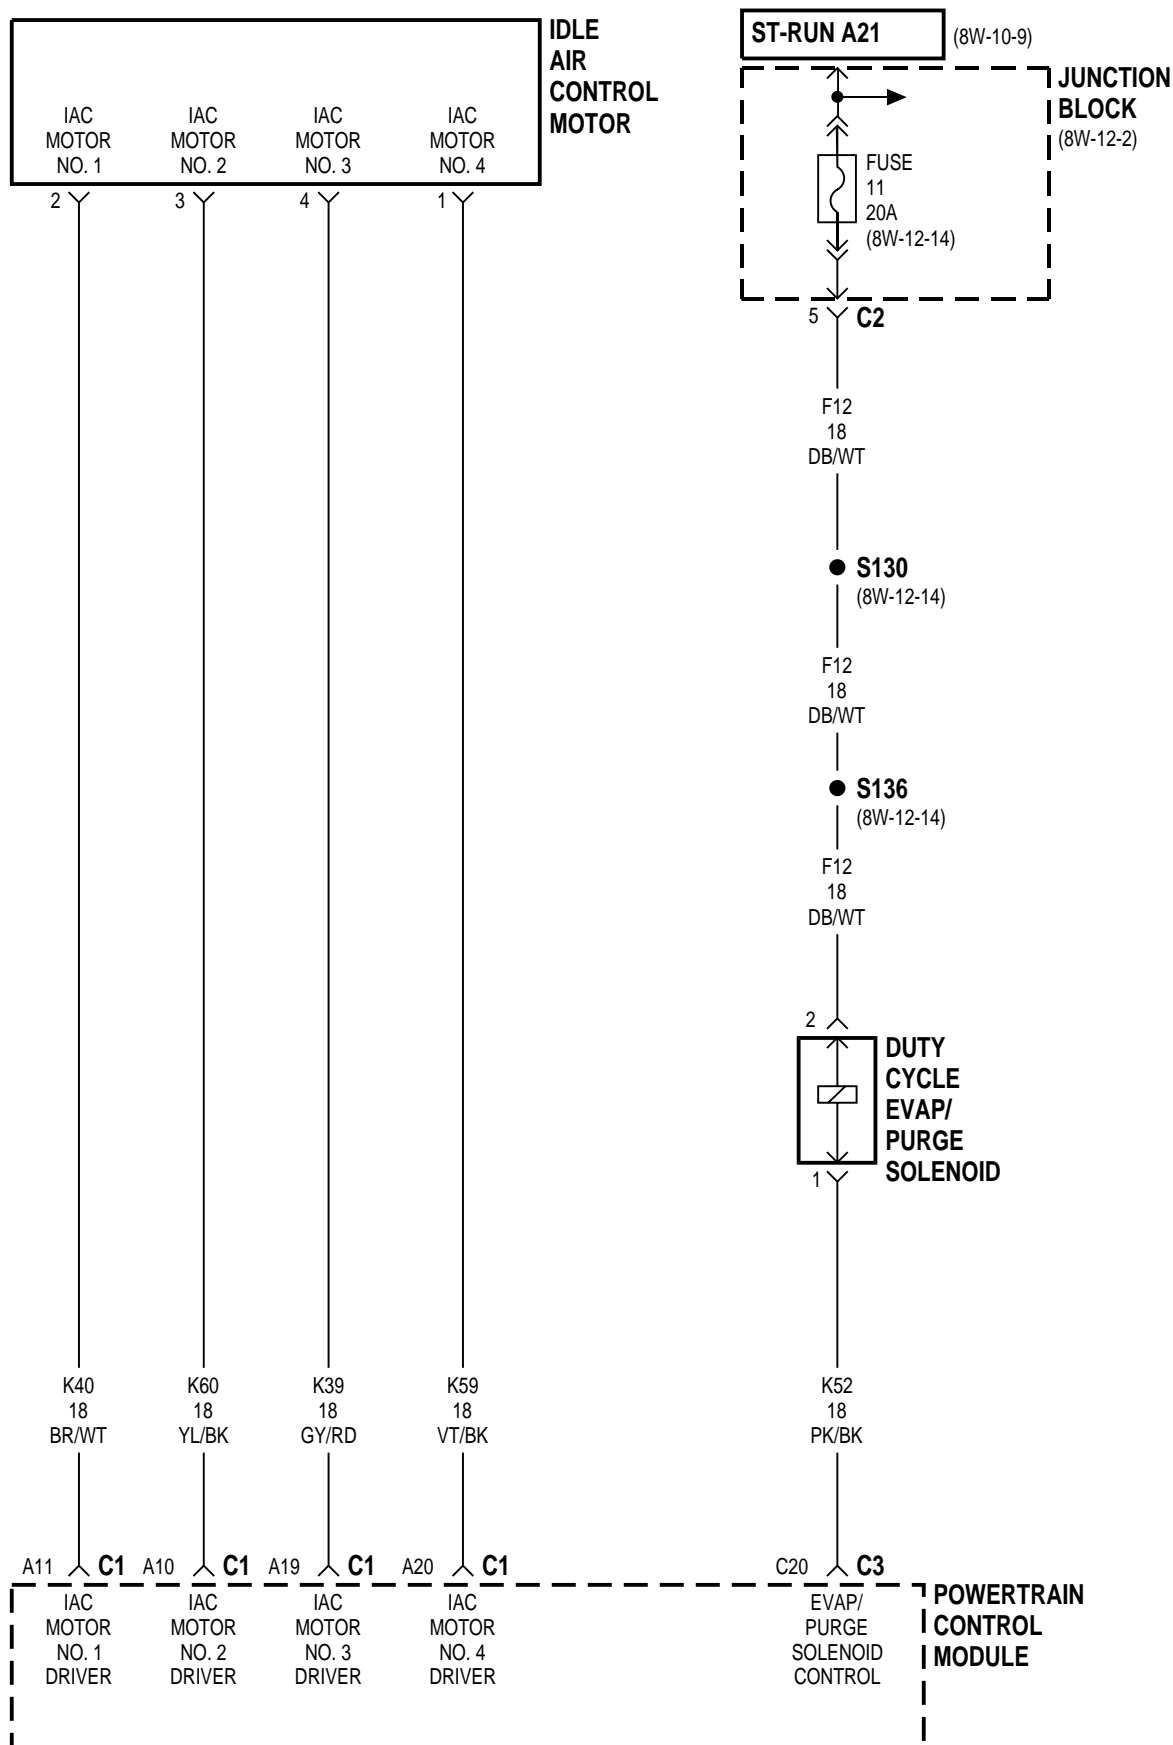 IDLE
AIR
CONTROL
MOTOR
IAC
MOTOR
NO. 1
IAC
MOTOR
NO. 2
IAC
MOTOR
NO. 3
IAC
MOTOR
NO. 4
2
3
4
1
ST-RUN A21 (8W-10-9)
JUNCTION
BLOCK
(8W-12-2)
FUSE
11
20A
(8W-12-14)
5 C2
F12
18
DB/WT
S130
(8W-12-14)
F12
18
DB/WT
S136
(8W-12-14)
F12
18
DB/WT
2
DUTY
CYCLE
EVAP/
PURGE
SOLENOID
1
K40
18
BR/WT
K60
18
YL/BK
K39
18
GY/RD
K59
18
VT/BK
K52
18
PK/BK
A11 C1
A10 C1
A19 C1
A20 C1
C20 C3
IAC
MOTOR
NO. 1
DRIVER
IAC
MOTOR
NO. 2
DRIVER
IAC
MOTOR
NO. 3
DRIVER
IAC
MOTOR
NO. 4
DRIVER
EVAP/
PURGE
SOLENOID
CONTROL
POWERTRAIN
CONTROL
MODULE